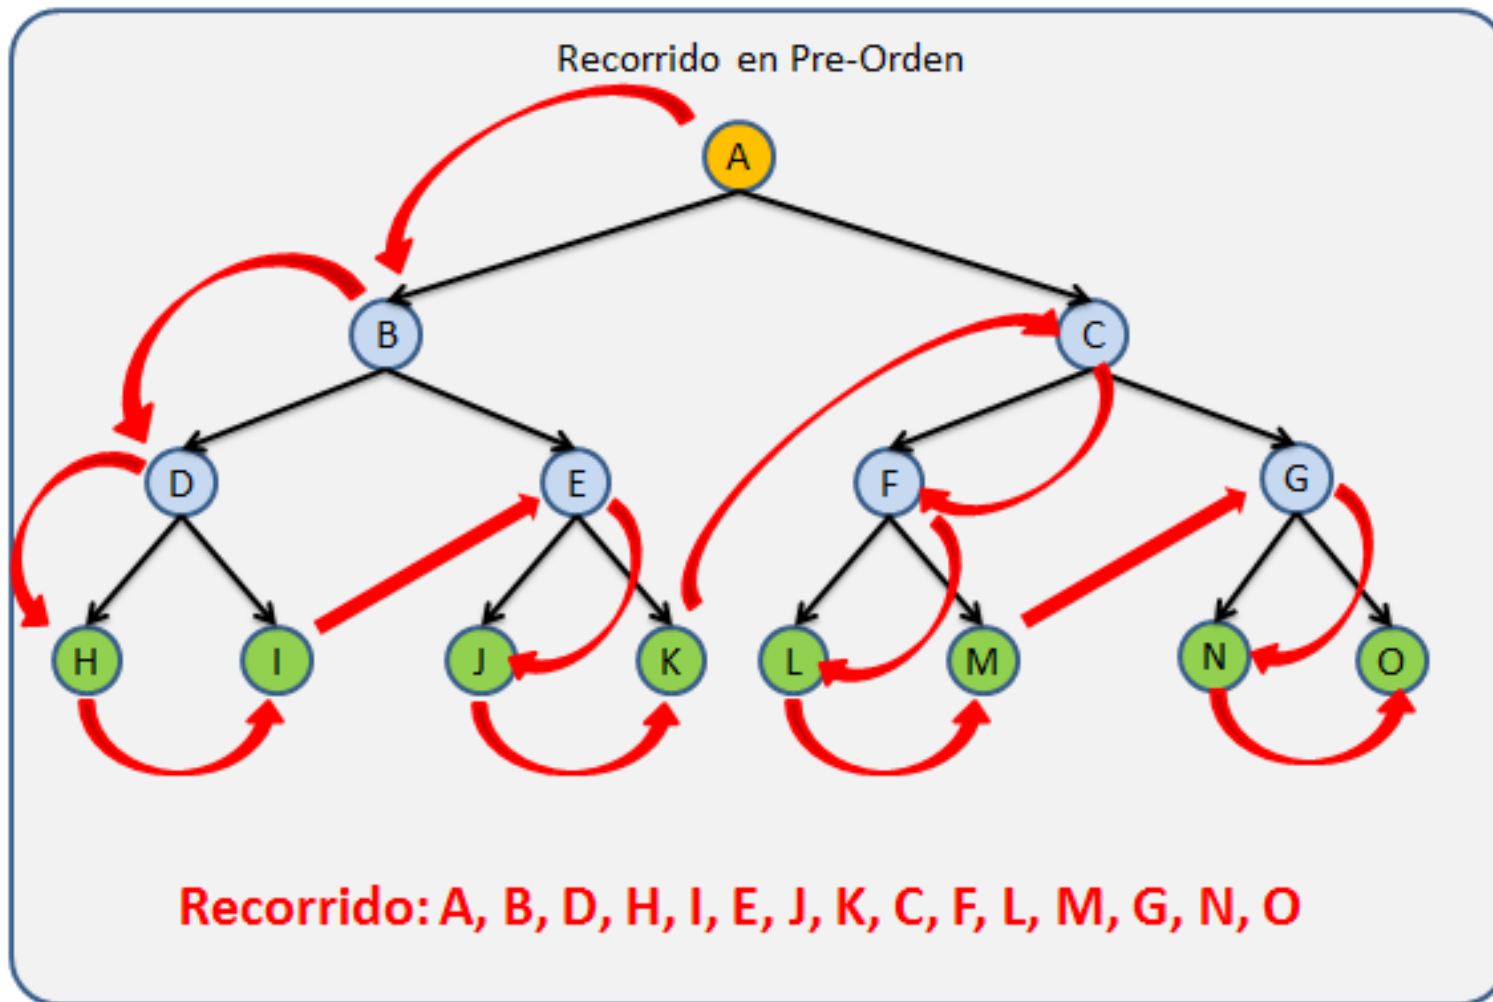 Recorrido en Pre-Orden
A
B
C
D
E
F
G
H
I
J
K
L
M
N
O
Recorrido: A, B, D, H, I, E, J, K, C, F, L, M, G, N, O